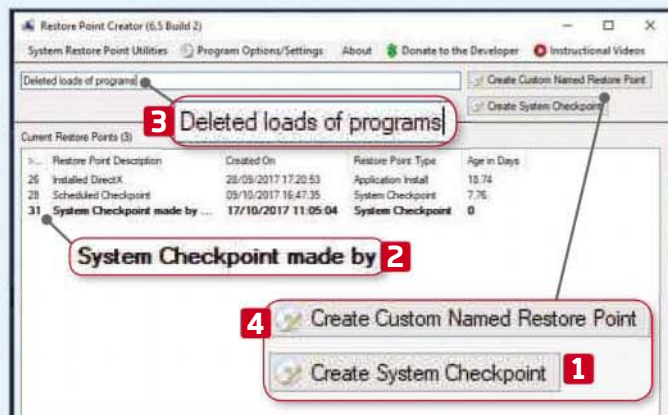 Restore Point Creator (6.5 Build 2)
System Restore Point Utilities Program Options/Settings About Donate to the Developer Instructional Videos
Deleted loads of programs
Create Custom Named Restore Point
Create System Checkpoint
3 Deleted loads of programs
Current Restore Points (3)
>... Restore Point Description Created On Restore Point Type Age in Days
26 Installed DirectX 28/09/2017 17:20:53 Application Install 18.74
28 Scheduled Checkpoint 09/10/2017 16:47:35 System Checkpoint 7.76
31 System Checkpoint made by ... 17/10/2017 11:05:04 System Checkpoint 0
System Checkpoint made by 2
4 Create Custom Named Restore Point
Create System Checkpoint 1